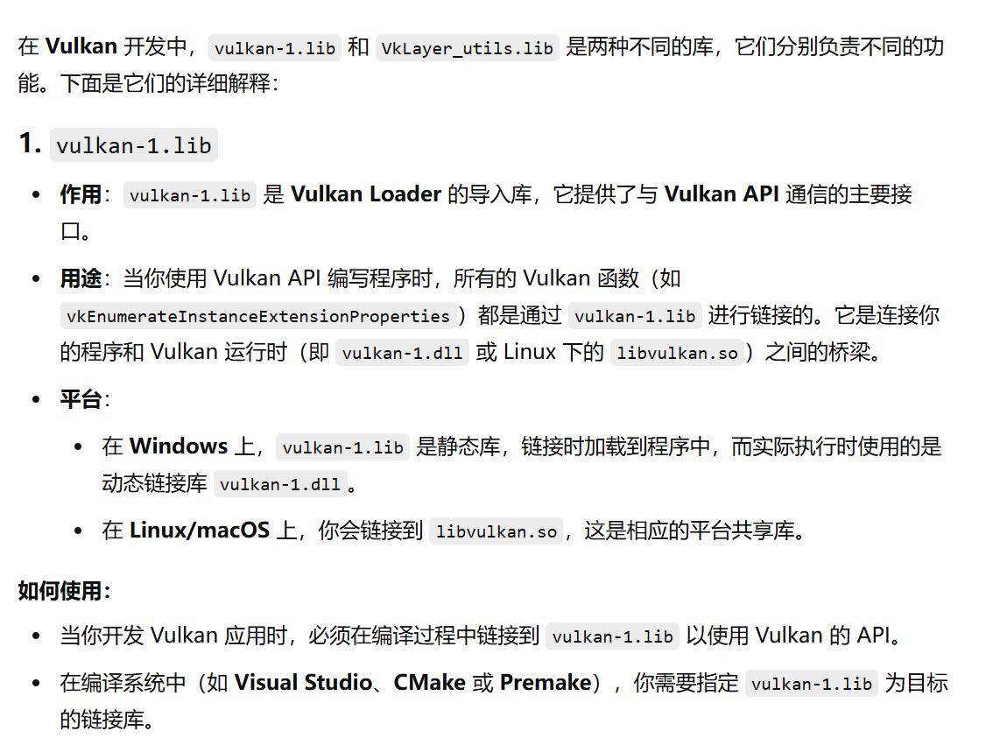 在 Vulkan 开发中，vulkan-1.lib 和 VkLayer_utils.lib 是两种不同的库，它们分别负责不同的功
能。下面是它们的详细解释：
1. vulkan-1.lib
• 作用：vulkan-1.lib 是 Vulkan Loader 的导入库，它提供了与 Vulkan API 通信的主要接
口。
• 用途：当你使用 Vulkan API 编写程序时，所有的 Vulkan 函数（如
vkEnumerateInstanceExtensionProperties）都是通过 vulkan-1.lib 进行链接的。它是连接你
的程序和 Vulkan 运行时（即 vulkan-1.dll 或 Linux 下的 libvulkan.so）之间的桥梁。
• 平台：
• 在 Windows 上，vulkan-1.lib 是静态库，链接时加载到程序中，而实际执行时使用的是
动态链接库 vulkan-1.dll。
• 在 Linux/macOS 上，你会链接到 libvulkan.so，这是相应的平台共享库。
如何使用：
• 当你开发 Vulkan 应用时，必须在编译过程中链接到 vulkan-1.lib 以使用 Vulkan 的 API。
• 在编译系统中（如 Visual Studio、CMake 或 Premake），你需要指定 vulkan-1.lib 为目标
的链接库。